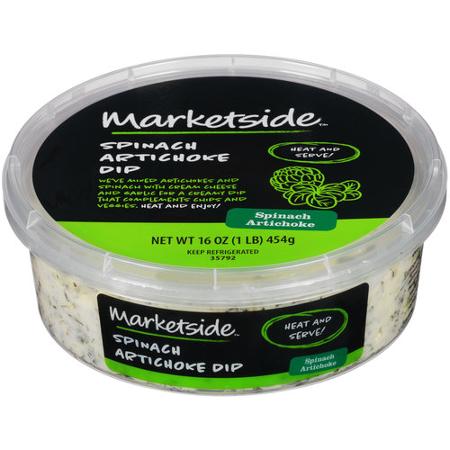 Marketside™
SPINACH
ARTICHOKE
DIP
WE'VE MIXED ARTICHOKES AND
SPINACH WITH CREAM CHEESE
AND GARLIC FOR A CREAMY DIP
THAT COMPLEMENTS CHIPS AND
VEGGIES. HEAT AND ENJOY!
HEAT AND
SERVE!
Spinach
Artichoke
NET WT 16 OZ (1 LB) 454g
KEEP REFRIGERATED
35792
Marketside™
SPINACH
ARTICHOKE DIP
HEAT AND
SERVE!
Spinach
Artichoke